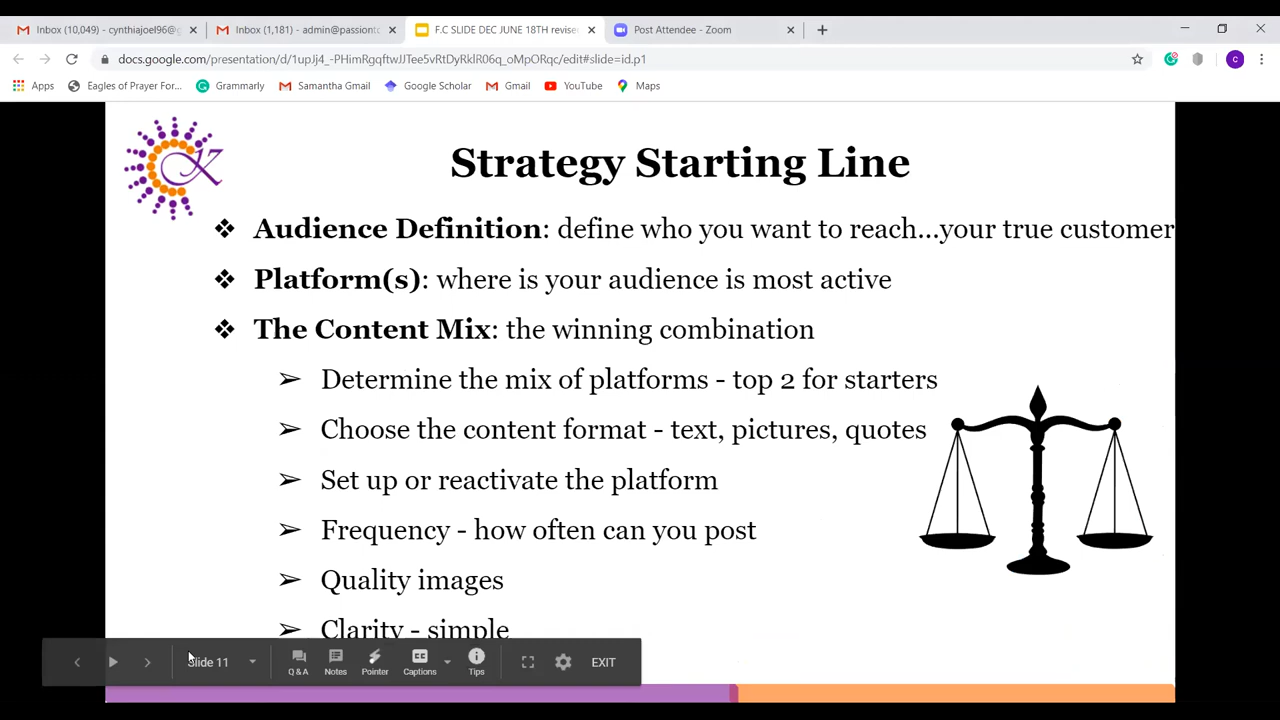 Inbox (10,049) - cynthiajoel96@g
Inbox (1,181) - admin@passiont
F.C SLIDE DEC JUNE 18TH revised
Post Attendee - Zoom
docs.google.com/presentation/d/1upJj4_-PHimRgqftwJJTee5vRtDyRklR06q_oMpORqc/edit#slide=id.p1
C
Apps
Eagles of Prayer For...
Grammarly
Samantha Gmail
Google Scholar
Gmail
YouTube
Maps
CK
Strategy Starting Line
❖ Audience Definition: define who you want to reach...your true customer
❖ Platform(s): where is your audience is most active
❖ The Content Mix: the winning combination
➢ Determine the mix of platforms - top 2 for starters
➢ Choose the content format - text, pictures, quotes
➢ Set up or reactivate the platform
➢ Frequency - how often can you post
➢ Quality images
➢ Clarity - simple
Slide 11
Q & A
Notes
Pointer
Captions
Tips
EXIT